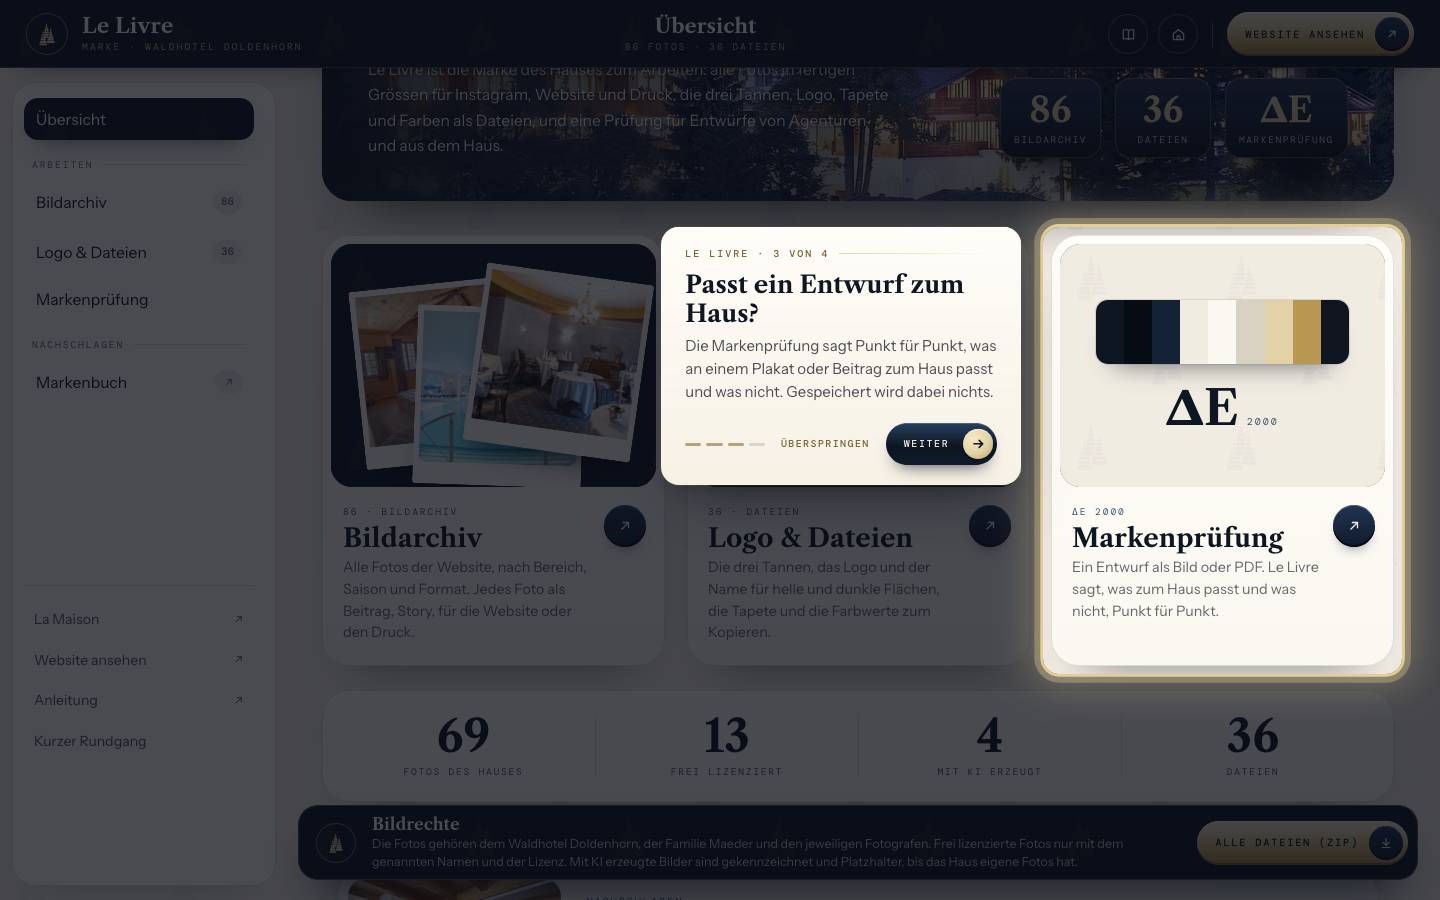 Le Livre
MARKE · WALDHOTEL DOLDENHORN
Übersicht
86 FOTOS · 36 DATEIEN
WEBSITE ANSEHEN
Übersicht
ARBEITEN
Bildarchiv
86
Logo & Dateien
36
Markenprüfung
NACHSCHLAGEN
Markenbuch
La Maison
Website ansehen
Anleitung
Kurzer Rundgang
Le Livre ist die Marke des Hauses zum Arbeiten: alle Fotos in fertigen
Grössen für Instagram, Website und Druck, die drei Tannen, Logo, Tapete
und Farben als Dateien, und eine Prüfung für Entwürfe von Agenturen
und aus dem Haus.
86
BILDARCHIV
36
DATEIEN
ΔE
MARKENPRÜFUNG
LE LIVRE · 3 VON 4
Passt ein Entwurf zum
Haus?
Die Markenprüfung sagt Punkt für Punkt, was
an einem Plakat oder Beitrag zum Haus passt
und was nicht. Gespeichert wird dabei nichts.
ÜBERSPRINGEN
WEITER
86 · BILDARCHIV
Bildarchiv
Alle Fotos der Website, nach Bereich,
Saison und Format. Jedes Foto als
Beitrag, Story, für die Website oder
den Druck.
36 · DATEIEN
Logo & Dateien
Die drei Tannen, das Logo und der
Name für helle und dunkle Flächen,
die Tapete und die Farbwerte zum
Kopieren.
ΔE 2000
ΔE 2000
Markenprüfung
Ein Entwurf als Bild oder PDF. Le Livre
sagt, was zum Haus passt und was
nicht, Punkt für Punkt.
69
FOTOS DES HAUSES
13
FREI LIZENZIERT
4
MIT KI ERZEUGT
36
DATEIEN
Bildrechte
Die Fotos gehören dem Waldhotel Doldenhorn, der Familie Maeder und den jeweiligen Fotografen. Frei lizenzierte Fotos nur mit dem
genannten Namen und der Lizenz. Mit KI erzeugte Bilder sind gekennzeichnet und Platzhalter, bis das Haus eigene Fotos hat.
ALLE DATEIEN (ZIP)